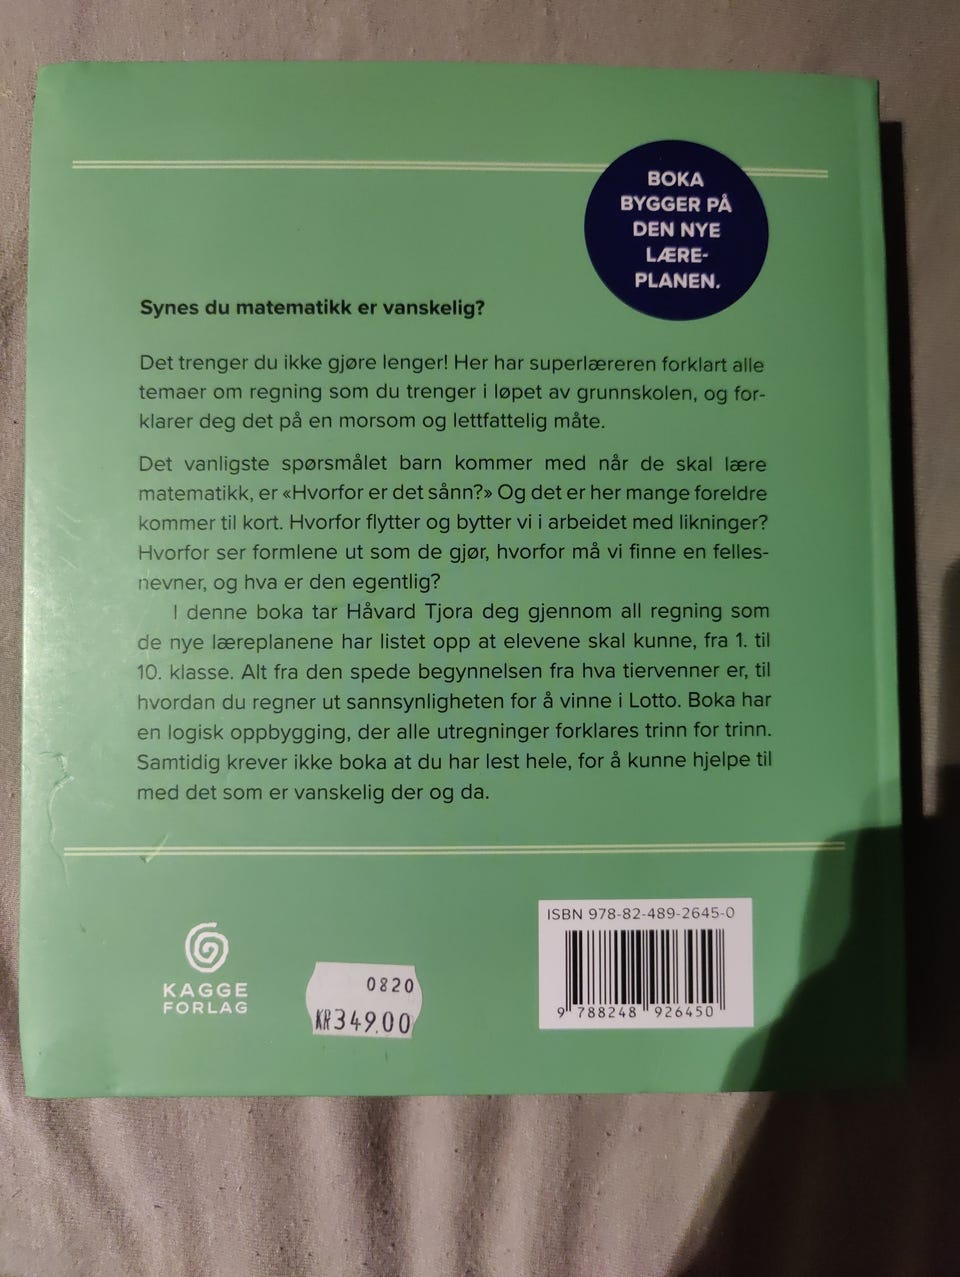 BOKA
BYGGER PÅ
DEN NYE
LÆRE-
PLANEN.
Synes du matematikk er vanskelig?
Det trenger du ikke gjøre lenger! Her har superlæreren forklart alle
temaer om regning som du trenger i løpet av grunnskolen, og for-
klarer deg det på en morsom og lettfattelig måte.
Det vanligste spørsmålet barn kommer med når de skal lære
matematikk, er «Hvorfor er det sånn?» Og det er her mange foreldre
kommer til kort. Hvorfor flytter og bytter vi i arbeidet med likninger?
Hvorfor ser formlene ut som de gjør, hvorfor må vi finne en felles-
nevner, og hva er den egentlig?
I denne boka tar Håvard Tjora deg gjennom all regning som
de nye læreplanene har listet opp at elevene skal kunne, fra 1. til
10. klasse. Alt fra den spede begynnelsen fra hva tiervenner er, til
hvordan du regner ut sannsynligheten for å vinne i Lotto. Boka har
en logisk oppbygging, der alle utregninger forklares trinn for trinn.
Samtidig krever ikke boka at du har lest hele, for å kunne hjelpe til
med det som er vanskelig der og da.
KAGGE
FORLAG
0820
KR349.00
ISBN 978-82-489-2645-0
9 788248 926450